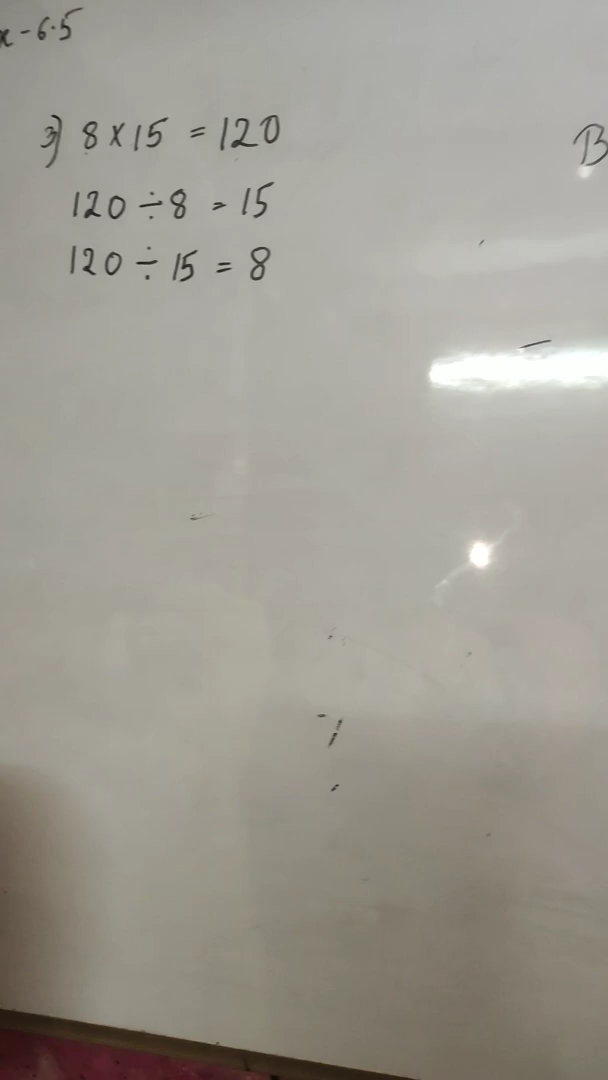 x-6.5
3) 8 × 15 = 120
B
120 ÷ 8 = 15
120 ÷ 15 = 8